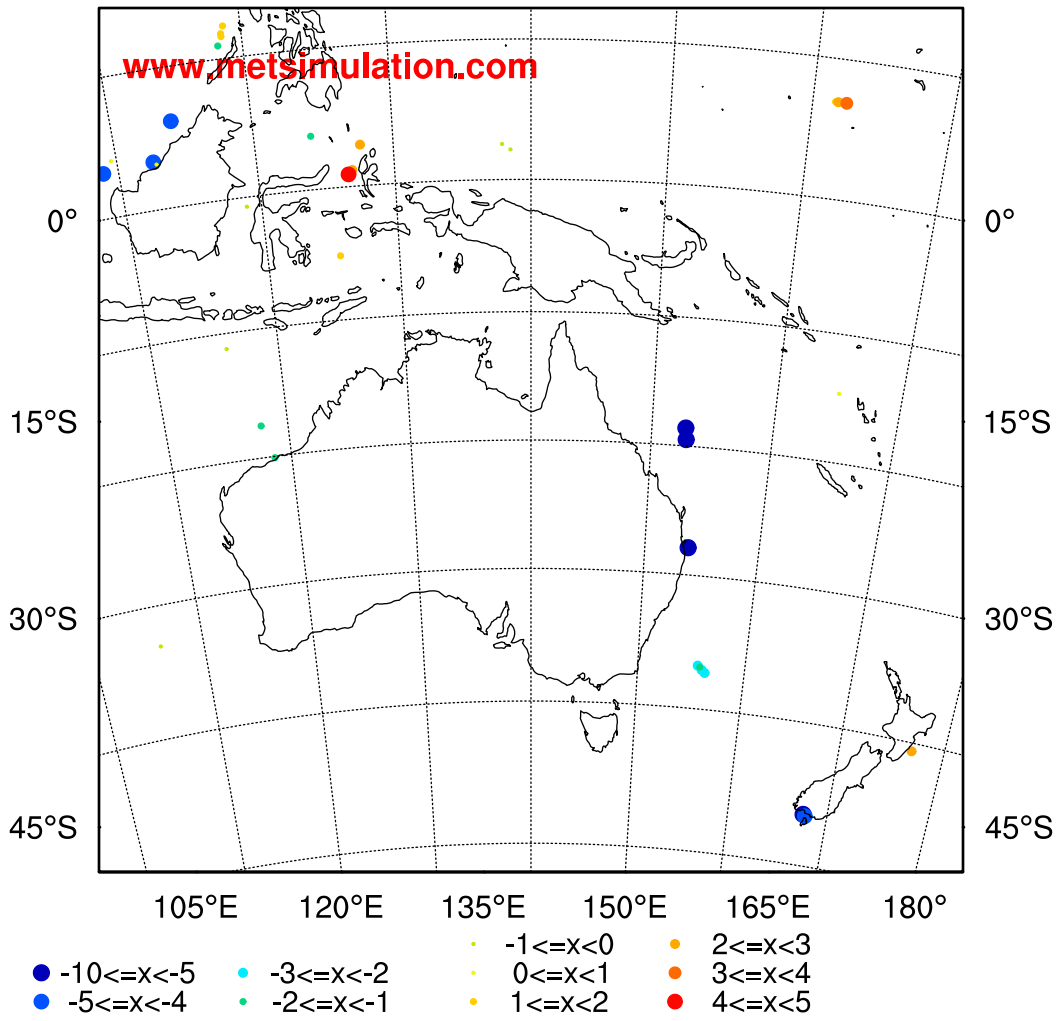 www.metsimulation.com
0° 0°
15°S 15°S
30°S 30°S
45°S 45°S
105°E 120°E 135°E 150°E 165°E 180°
-1<=x<0 2<=x<3
-10<=x<-5 -3<=x<-2 0<=x<1 3<=x<4
-5<=x<-4 -2<=x<-1 1<=x<2 4<=x<5